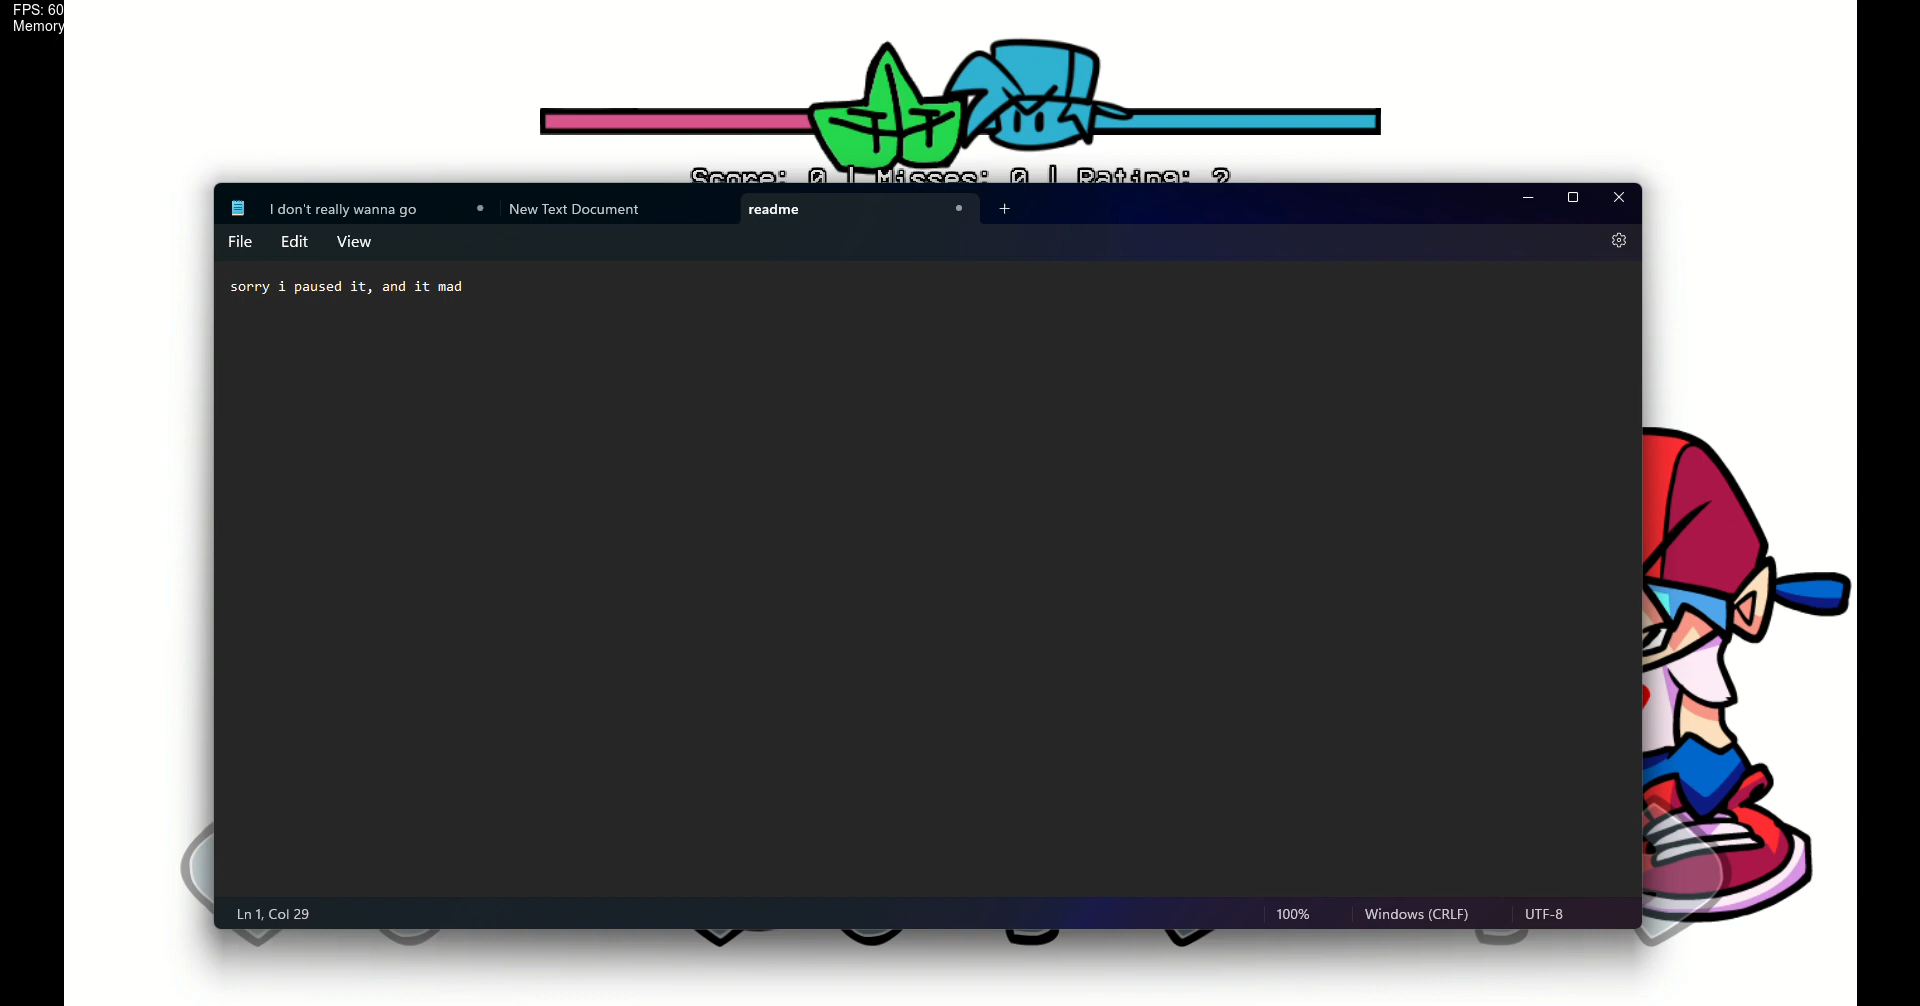 FPS: 60
Memory
Score: 0 | Misses: 0 | Rating: ?
I don't really wanna go
New Text Document
readme
File Edit View
sorry i paused it, and it mad
Ln 1, Col 29
100%
Windows (CRLF)
UTF-8